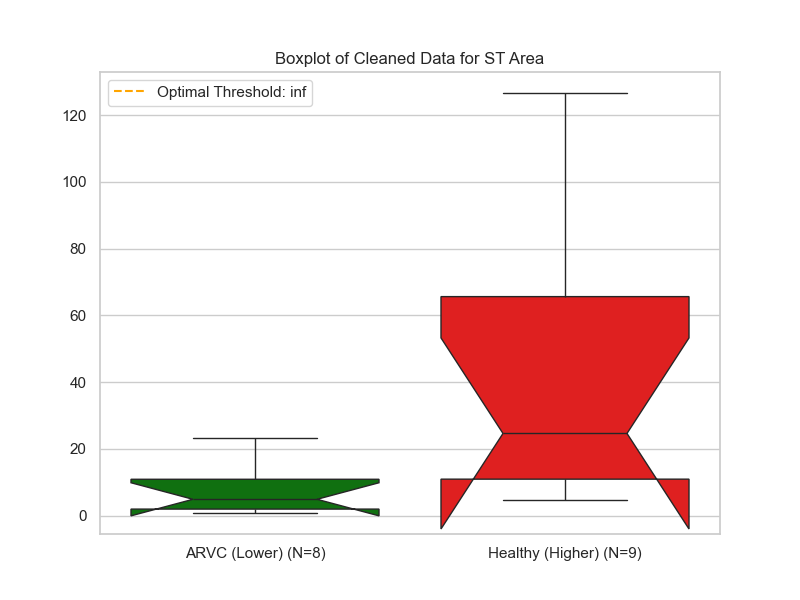 Boxplot of Cleaned Data for ST Area
Optimal Threshold: inf
120
100
80
60
40
20
0
ARVC (Lower) (N=8)
Healthy (Higher) (N=9)